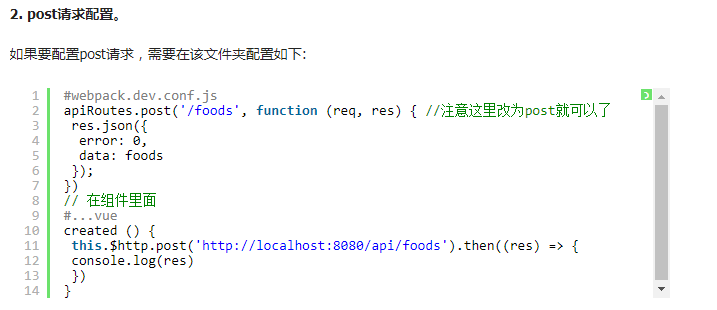 2. post请求配置。
如果要配置post请求，需要在该文件夹配置如下：
1 #webpack.dev.conf.js
2 apiRoutes.post('/foods', function (req, res) { //注意这里改为post就可以了
3  res.json({
4   error: 0,
5   data: foods
6  });
7 })
8 // 在组件里面
9 #...vue
10 created () {
11  this.$http.post('http://localhost:8080/api/foods').then((res) => {
12  console.log(res)
13  })
14 }